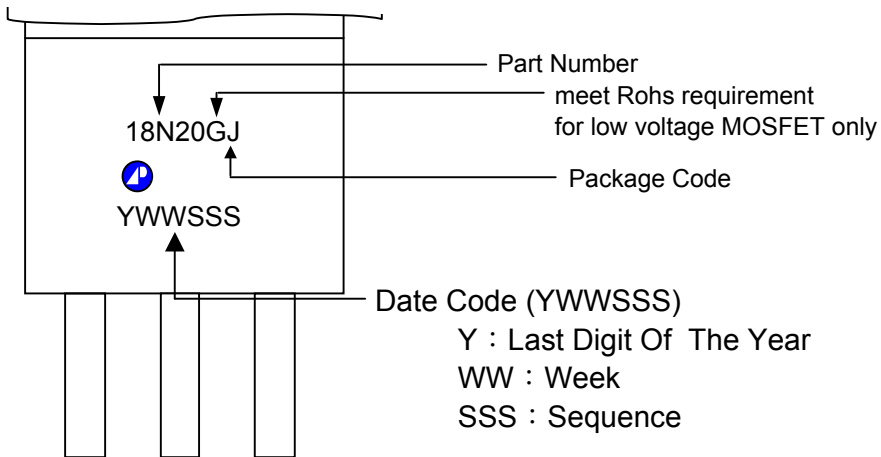 Part Number
meet Rohs requirement
for low voltage MOSFET only
18N20GJ
Package Code
YWWSSS
Date Code (YWWSSS)
Y：Last Digit Of The Year
WW：Week
SSS：Sequence